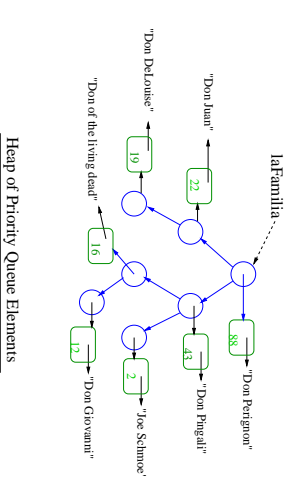 laFamilia
88
"Don Perignon"
"Don Juan"
22
43
"Don Pingali"
"Don DeLouise"
19
2
"Joe Schmoe"
"Don of the living dead"
16
12
"Don Giovanni"
Heap of Priority Queue Elements